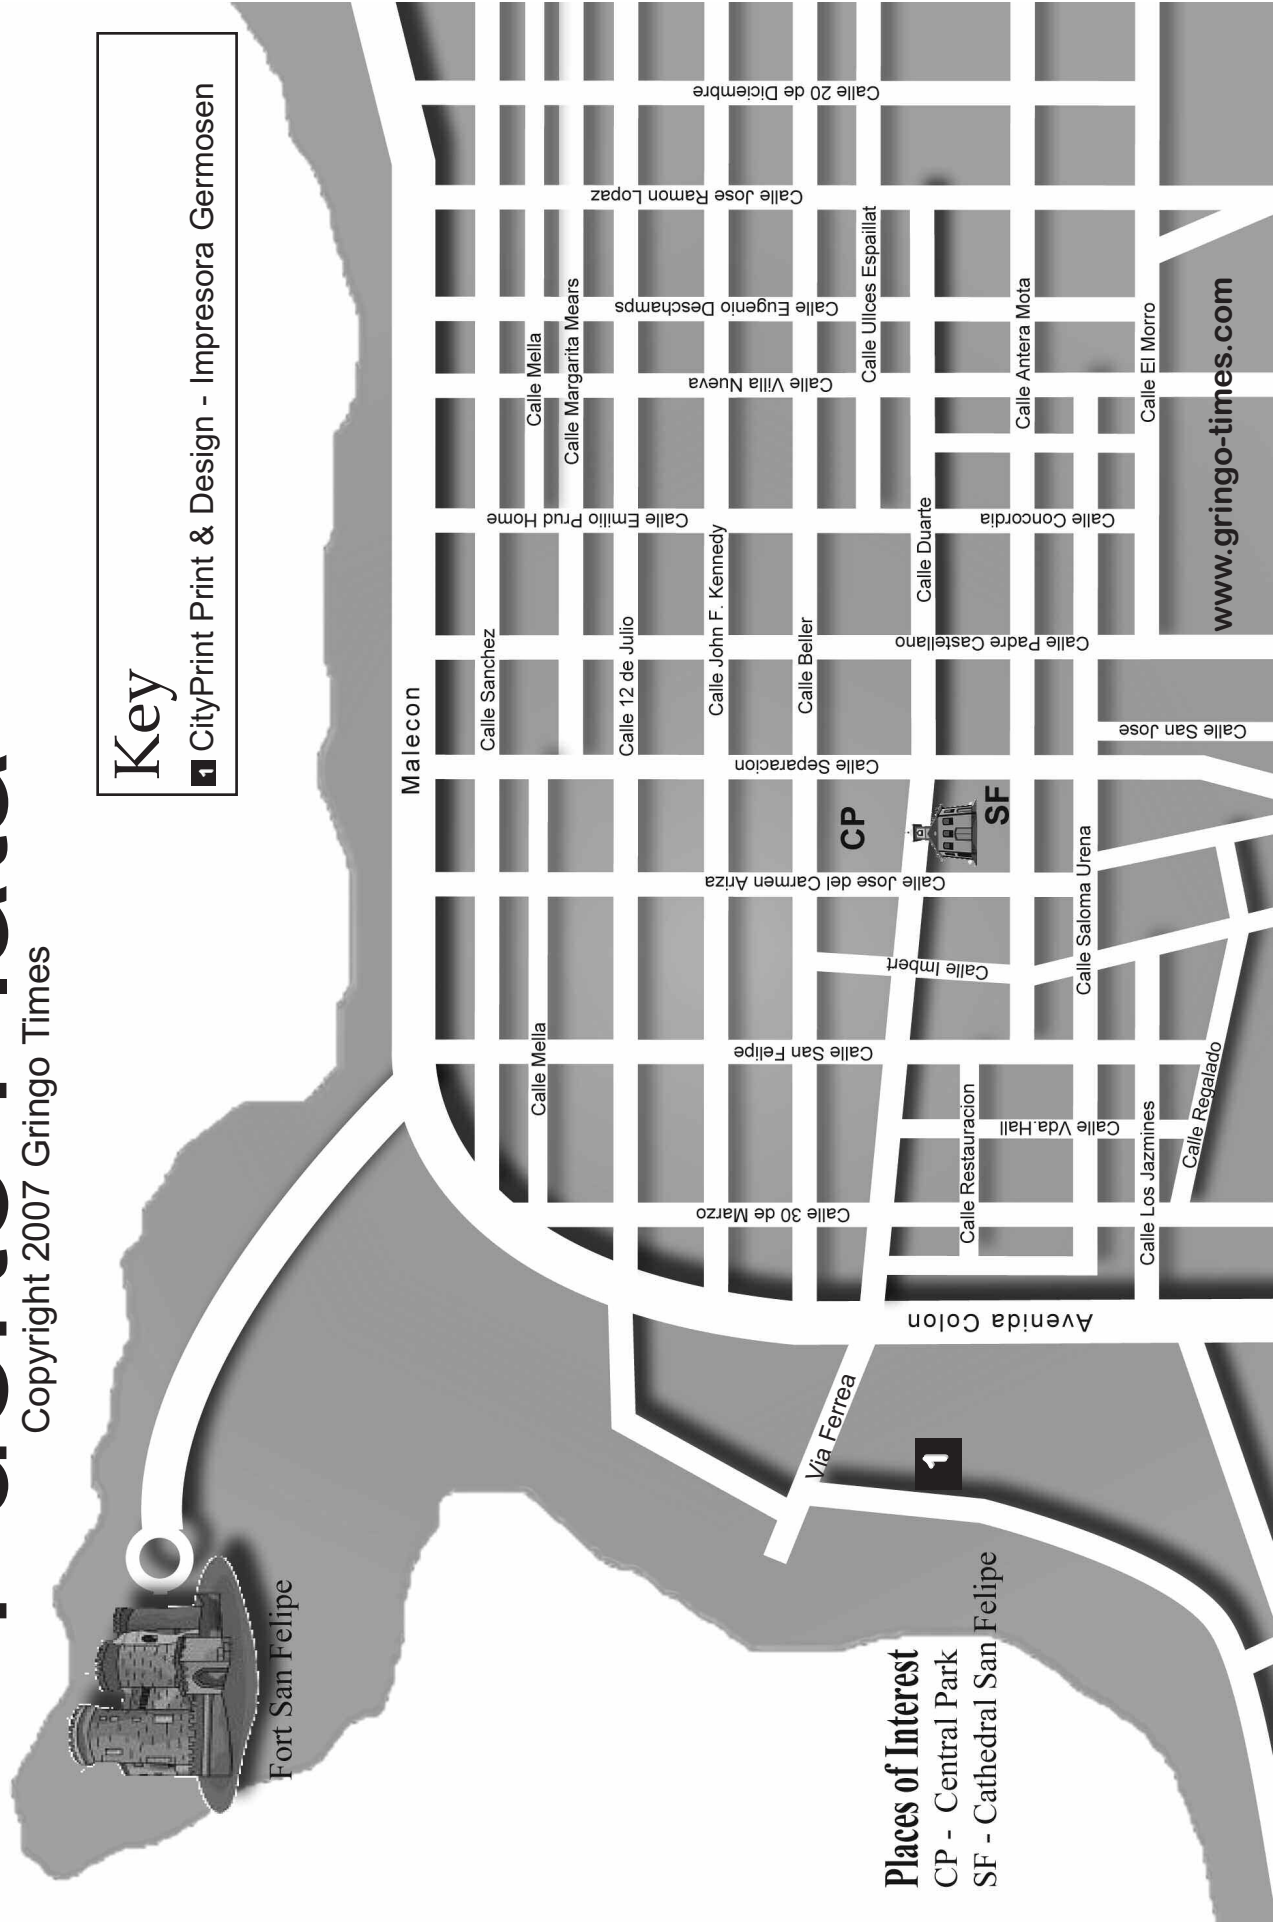 Copyright 2007 Gringo Times
Key
1 CityPrint Print & Design - Impresora Germosen
Fort San Felipe
Malecon
Calle Sanchez
Calle Mella
Calle Mella
Calle Margarita Mears
Calle 12 de Julio
Calle John F. Kennedy
Calle Beller
Calle Ullces Espaillat
Calle Duarte
Calle Antera Mota
Calle El Morro
Calle Restauracion
Calle Saloma Urena
Calle Los Jazmines
Calle Regalado
Via Ferrea
Avenida Colon
Calle 30 de Marzo
Calle Vda.Hall
Calle San Felipe
Calle Imbert
Calle Jose del Carmen Ariza
Calle Separacion
Calle San Jose
Calle Padre Castellano
Calle Emilio Prud Home
Calle Concordia
Calle Villa Nueva
Calle Eugenio Deschamps
Calle Jose Ramon Lopaz
Calle 20 de Diciembre
CP
SF
1
Places of Interest
CP - Central Park
SF - Cathedral San Felipe
www.gringo-times.com